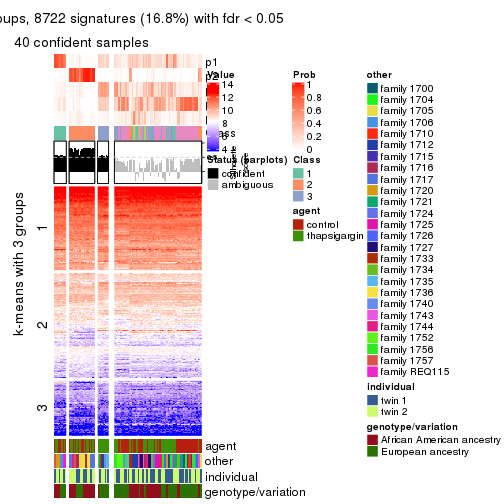 oups, 8722 signatures (16.8%) with fdr < 0.05
40 confident samples
p1
p2
Value
14
12
10
8
6
4
Prob
1
0.8
0.6
0.4
0.2
0
other
family 1700
family 1704
family 1705
family 1706
family 1710
family 1712
family 1715
family 1716
family 1717
family 1720
family 1721
family 1724
family 1725
family 1726
family 1727
family 1733
family 1734
family 1735
family 1736
family 1740
family 1743
family 1744
family 1752
family 1756
family 1757
family REQ115
Status (barplots)
confident
ambiguous
Class
1
2
3
agent
control
thapsigargin
individual
twin 1
twin 2
genotype/variation
African American ancestry
European ancestry
k-means with 3 groups
1
2
3
agent
other
individual
genotype/variation